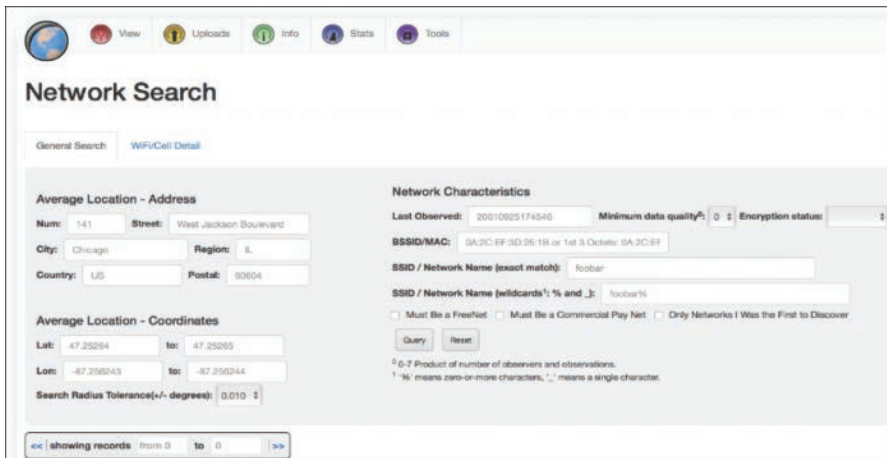 View Uploads Info Stats Tools
Network Search
General Search WiFi/Cell Detail
Average Location - Address
Num: 141 Street: West Jackson Boulevard
City: Chicago Region: IL
Country: US Postal: 60604
Average Location - Coordinates
Lat: 47.25264 to: 47.25265
Lon: -87.256243 to: -87.256244
Search Radius Tolerance(+/- degrees): 0.010
<< showing records from 0 to 0 >>
Network Characteristics
Last Observed: 20010925174546 Minimum data quality⁰: 0 Encryption status:
BSSID/MAC: 0A:2C:EF:3D:25:1B or 1st 3 Octets: 0A:2C:EF
SSID / Network Name (exact match): foobar
SSID / Network Name (wildcards¹: % and _): foobar%
Must Be a FreeNet Must Be a Commercial Pay Net Only Networks I Was the First to Discover
Query Reset
⁰ 0-7 Product of number of observers and observations.
¹ '%' means zero-or-more characters, '_' means a single character.